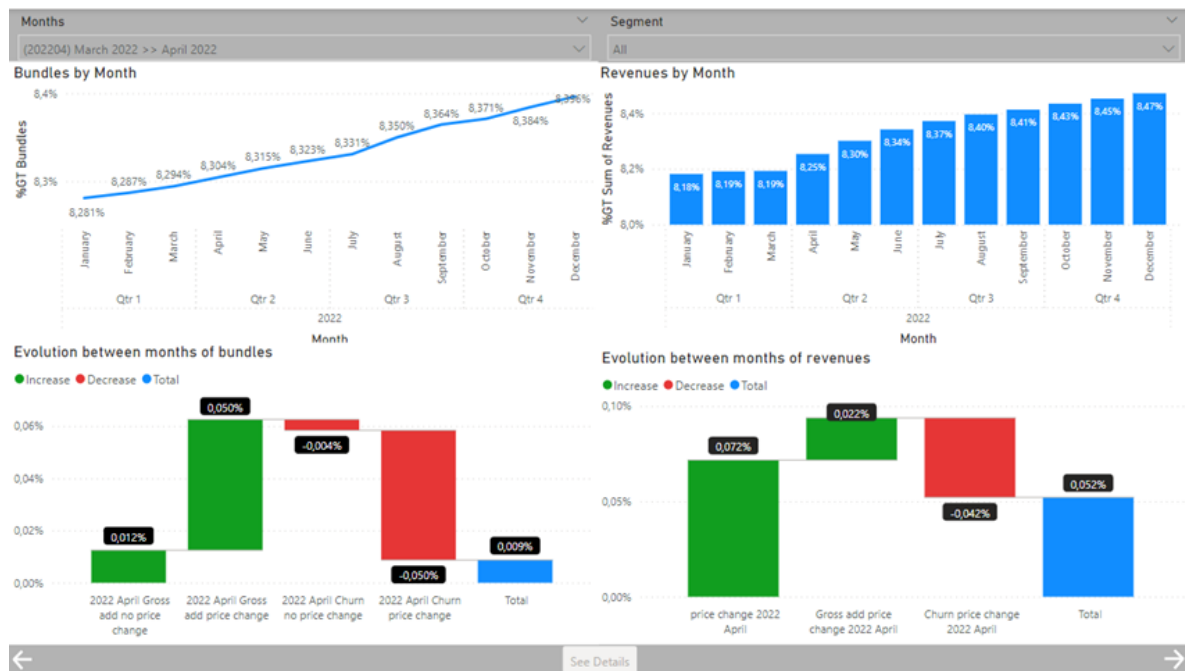 Months
Segment
(202204) March 2022 >> April 2022
All
Bundles by Month
%GT Bundles
8,4%
8,3%
8,281%
8,287%
8,294%
8,304%
8,315%
8,323%
8,331%
8,350%
8,364%
8,371%
8,384%
8,396%
January
February
March
April
May
June
July
August
September
October
November
December
Qtr 1
Qtr 2
Qtr 3
Qtr 4
2022
Month
Revenues by Month
%GT Sum of Revenues
8,4%
8,2%
8,0%
8,18%
8,19%
8,19%
8,25%
8,30%
8,34%
8,37%
8,40%
8,41%
8,43%
8,45%
8,47%
January
February
March
April
May
June
July
August
September
October
November
December
Qtr 1
Qtr 2
Qtr 3
Qtr 4
2022
Month
Evolution between months of bundles
Increase Decrease Total
0,06%
0,04%
0,02%
0,00%
0,012%
0,050%
-0,004%
-0,050%
0,009%
2022 April Gross
add no price
change
2022 April Gross
add price change
2022 April Churn
no price change
2022 April Churn
price change
Total
Evolution between months of revenues
Increase Decrease Total
0,10%
0,05%
0,00%
0,072%
0,022%
-0,042%
0,052%
price change 2022
April
Gross add price
change 2022 April
Churn price change
2022 April
Total
See Details